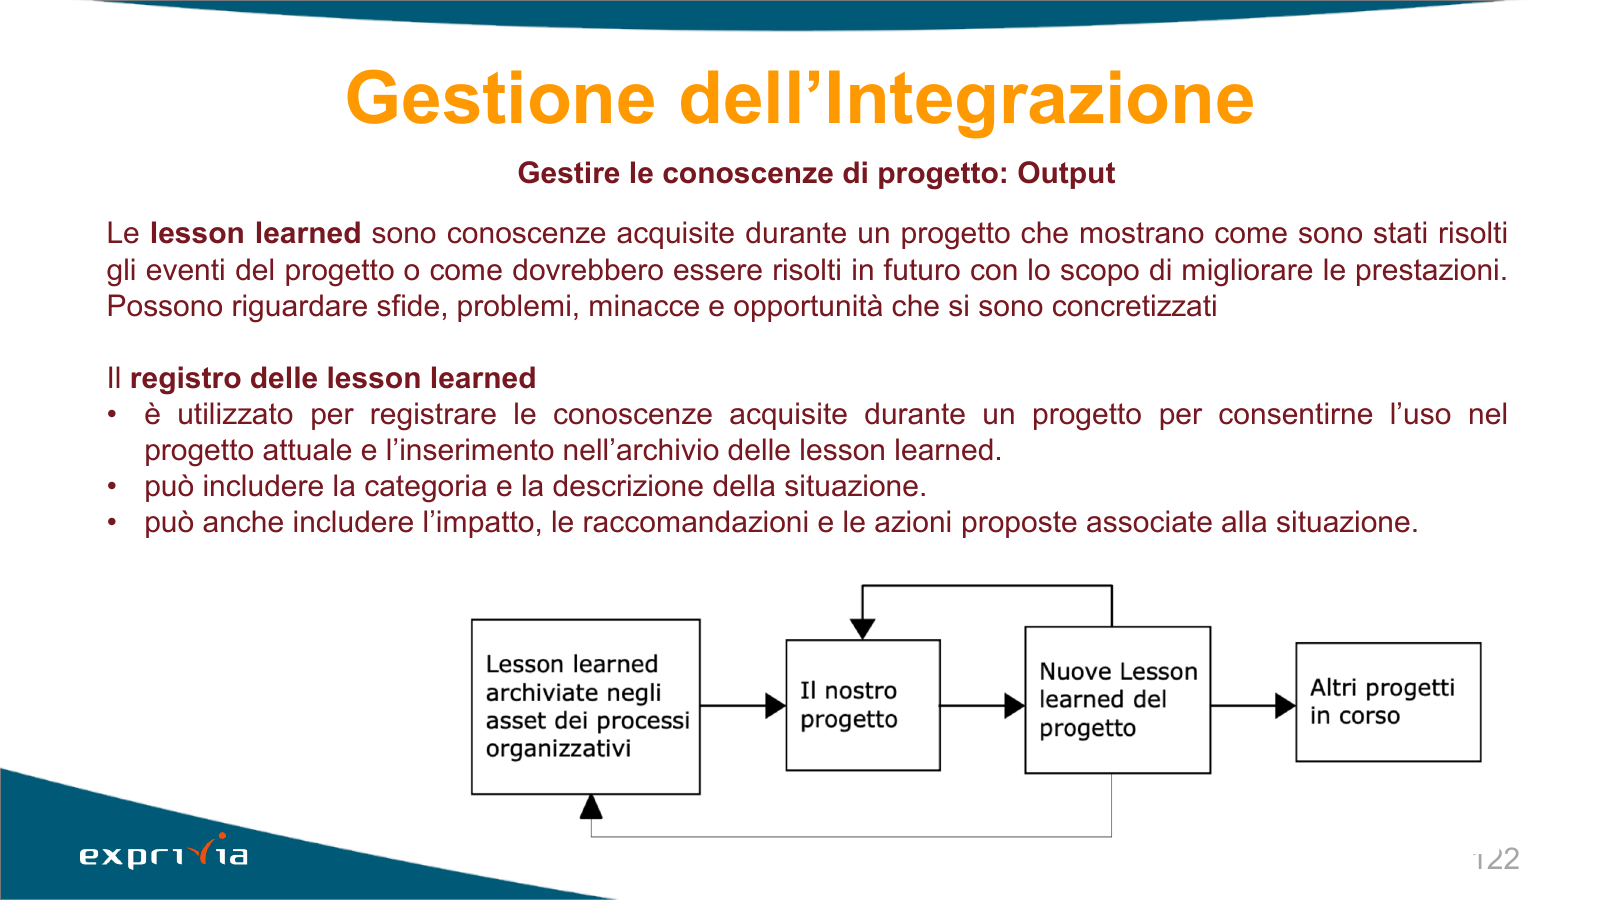 Gestione dell’Integrazione
Gestire le conoscenze di progetto: Output
Le lesson learned sono conoscenze acquisite durante un progetto che mostrano come sono stati risolti
gli eventi del progetto o come dovrebbero essere risolti in futuro con lo scopo di migliorare le prestazioni.
Possono riguardare sfide, problemi, minacce e opportunità che si sono concretizzati
Il registro delle lesson learned
• è utilizzato per registrare le conoscenze acquisite durante un progetto per consentirne l’uso nel
progetto attuale e l’inserimento nell’archivio delle lesson learned.
• può includere la categoria e la descrizione della situazione.
• può anche includere l’impatto, le raccomandazioni e le azioni proposte associate alla situazione.
Lesson learned
archiviate negli
asset dei processi
organizzativi
Il nostro
progetto
Nuove Lesson
learned del
progetto
Altri progetti
in corso
exprivia
122